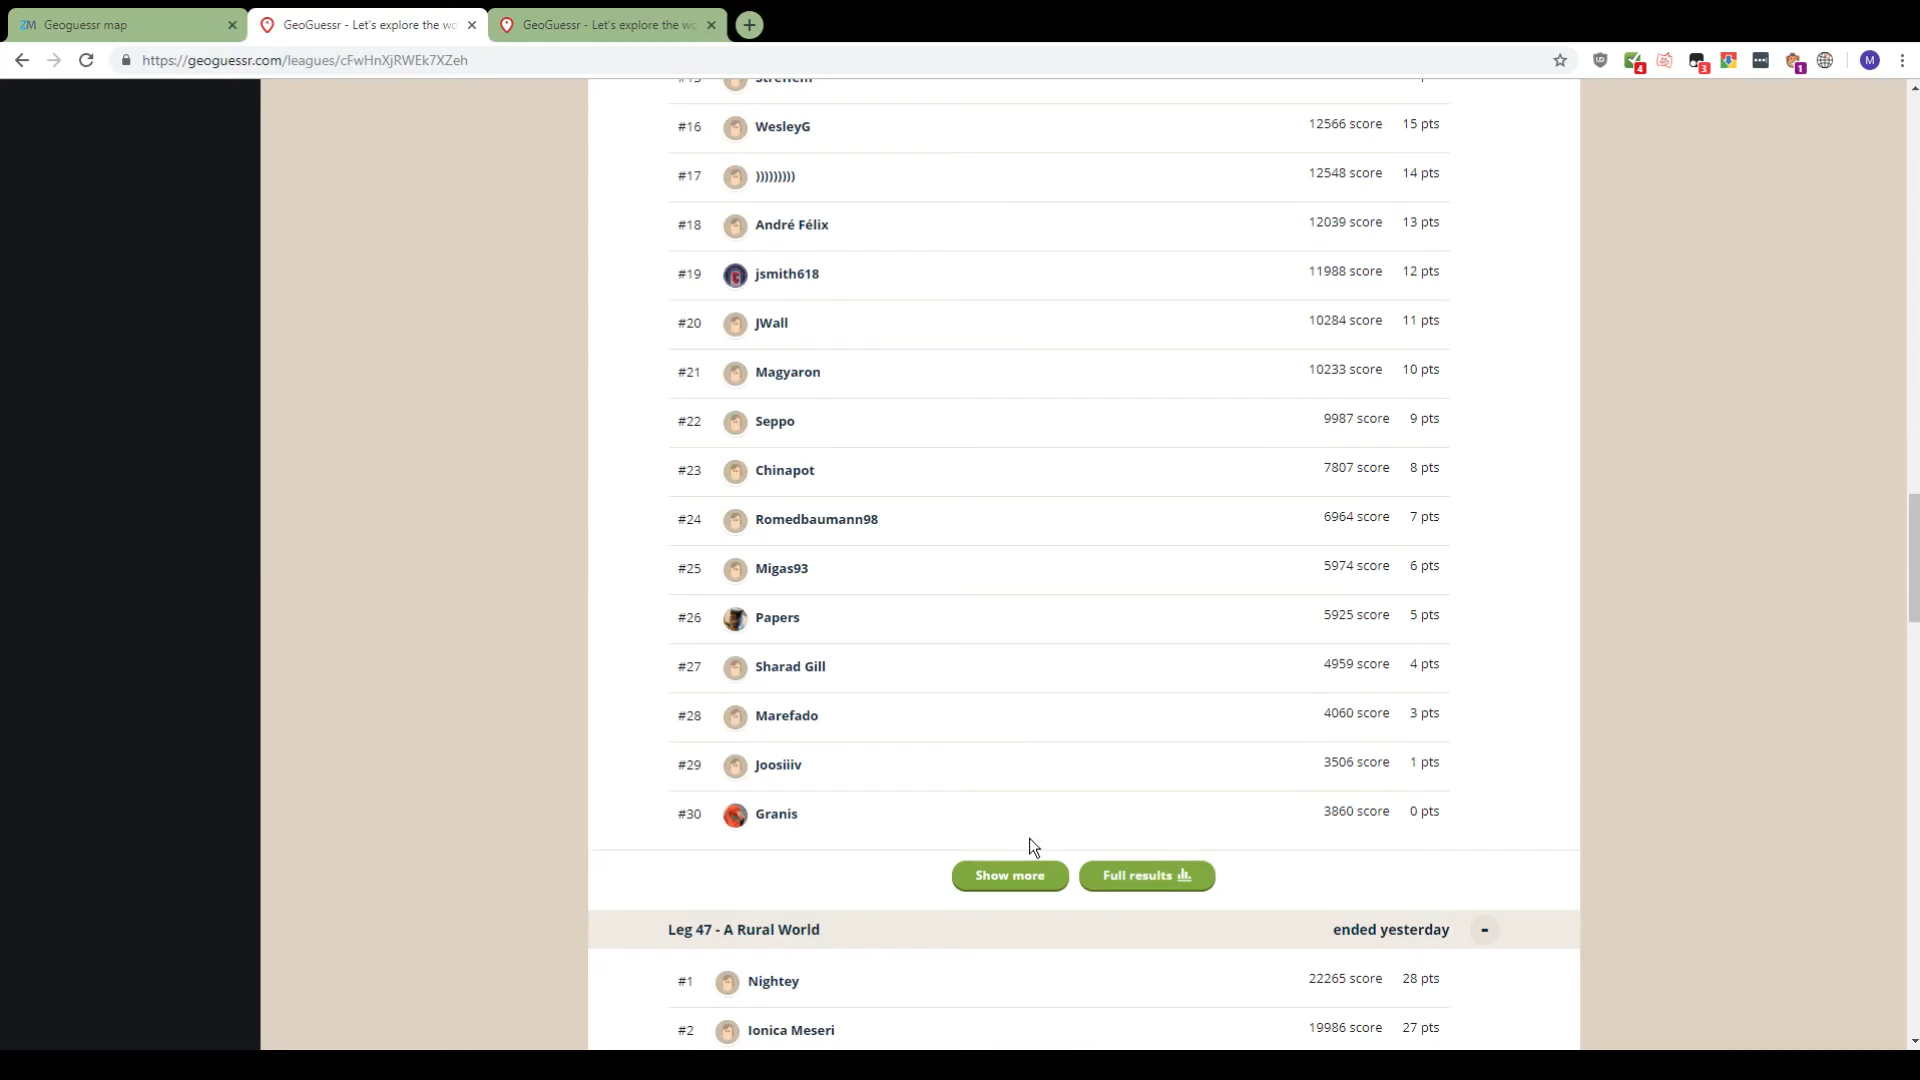 Geoguessr map
GeoGuessr - Let's explore the wo
GeoGuessr - Let's explore the wo
https://geoguessr.com/leagues/cFwHnXjRWEk7XZeh
4
3
1
M
#16 WesleyG 12566 score 15 pts
#17 ))))))))) 12548 score 14 pts
#18 André Félix 12039 score 13 pts
#19 jsmith618 11988 score 12 pts
#20 JWall 10284 score 11 pts
#21 Magyaron 10233 score 10 pts
#22 Seppo 9987 score 9 pts
#23 Chinapot 7807 score 8 pts
#24 Romedbaumann98 6964 score 7 pts
#25 Migas93 5974 score 6 pts
#26 Papers 5925 score 5 pts
#27 Sharad Gill 4959 score 4 pts
#28 Marefado 4060 score 3 pts
#29 Joosiiiv 3506 score 1 pts
#30 Granis 3860 score 0 pts
Show more Full results
Leg 47 - A Rural World ended yesterday -
#1 Nightey 22265 score 28 pts
#2 Ionica Meseri 19986 score 27 pts